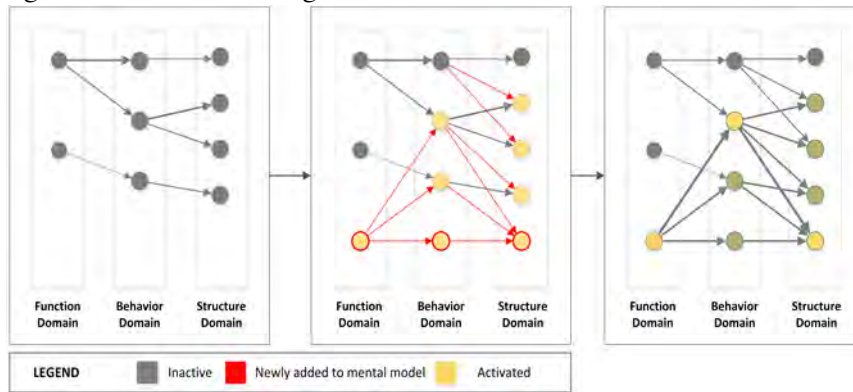 Function
Domain
Behavior
Domain
Structure
Domain
Function
Domain
Behavior
Domain
Structure
Domain
Function
Domain
Behavior
Domain
Structure
Domain
LEGEND
Inactive
Newly added to mental model
Activated